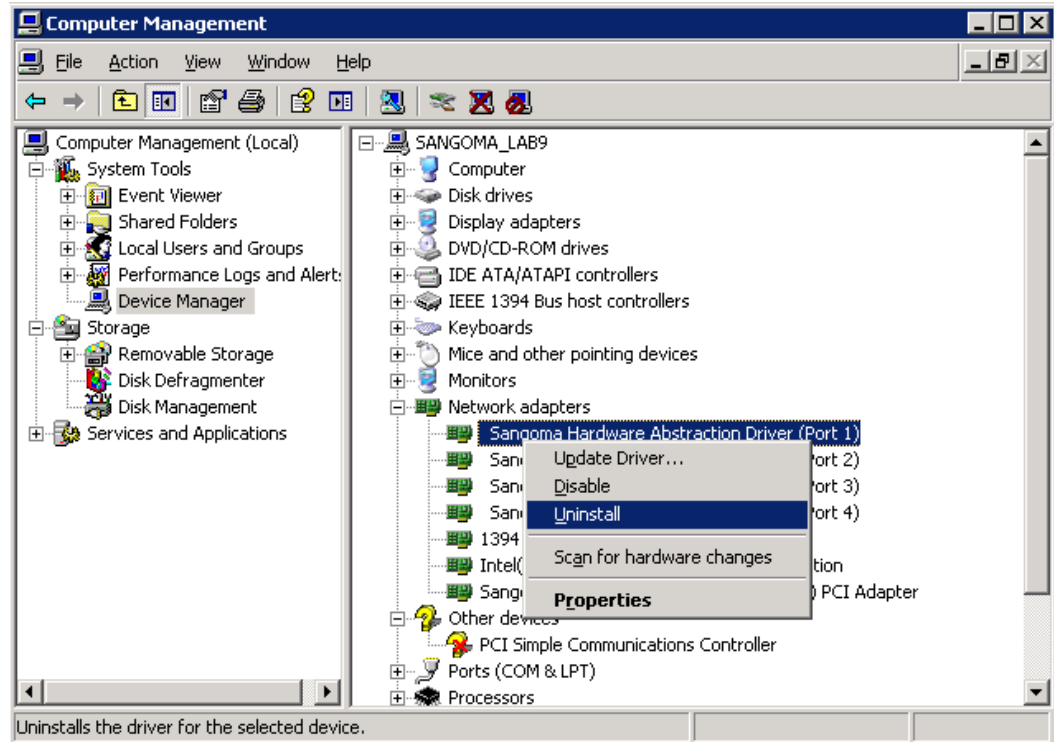 Computer Management
File Action View Window Help
Computer Management (Local)
System Tools
Event Viewer
Shared Folders
Local Users and Groups
Performance Logs and Alert
Device Manager
Storage
Removable Storage
Disk Defragmenter
Disk Management
Services and Applications
SANGOMA_LAB9
Computer
Disk drives
Display adapters
DVD/CD-ROM drives
IDE ATA/ATAPI controllers
IEEE 1394 Bus host controllers
Keyboards
Mice and other pointing devices
Monitors
Network adapters
Sangoma Hardware Abstraction Driver (Port 1)
San ort 2)
San ort 3)
San ort 4)
1394
Intel( tion
Sang ) PCI Adapter
Update Driver...
Disable
Uninstall
Scan for hardware changes
Properties
Other devices
PCI Simple Communications Controller
Ports (COM & LPT)
Processors
Uninstalls the driver for the selected device.